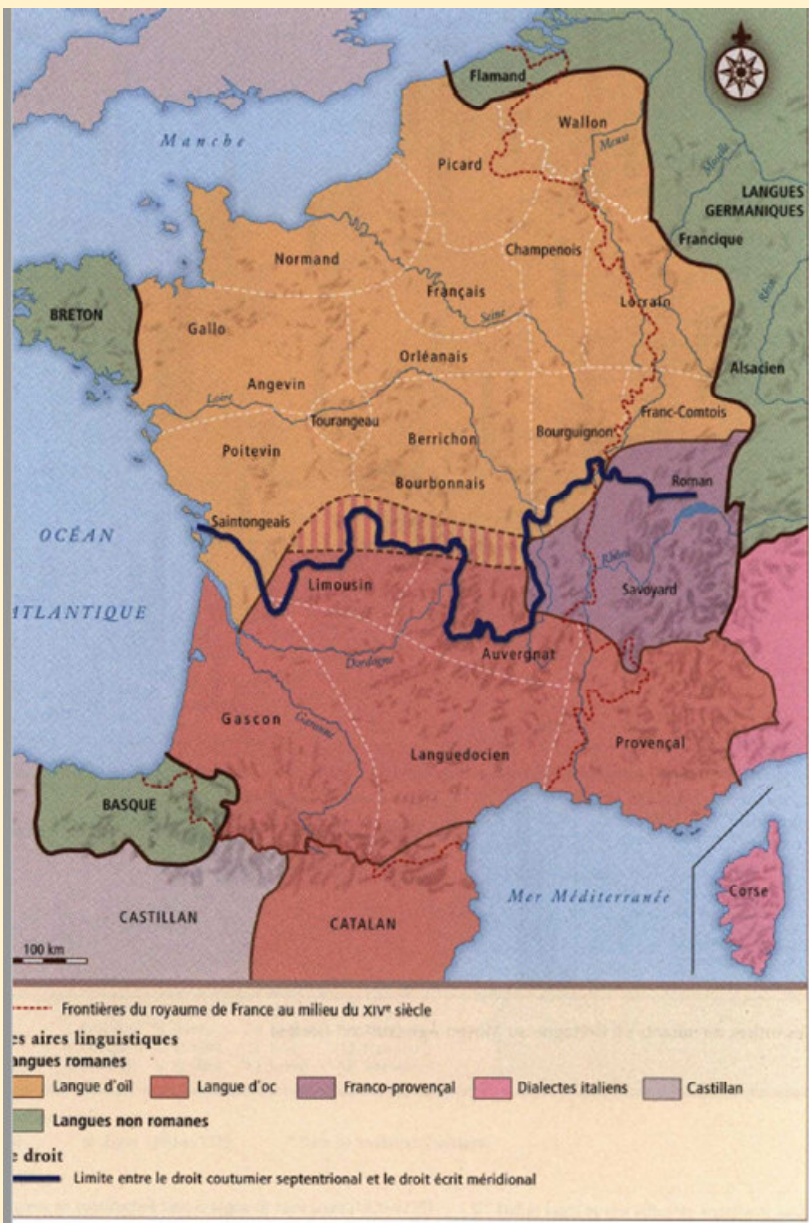 Flamand
Wallon
Manche
Meuse
Picard
Moselle
LANGUES
GERMANIQUES
Francique
Champenois
Normand
Français
Lorrain
Rhin
BRETON
Gallo
Seine
Orléanais
Alsacien
Angevin
Loire
Tourangeau
Franc-Comtois
Berrichon
Bourguignon
Poitevin
Bourbonnais
Roman
Saintongeais
OCÉAN
Rhône
Limousin
Savoyard
ATLANTIQUE
Auvergnat
Dordogne
Gascon
Garonne
Provençal
Languedocien
BASQUE
Mer Méditerranée
Corse
CASTILLAN
CATALAN
100 km
Frontières du royaume de France au milieu du XIVe siècle
es aires linguistiques
angues romanes
Langue d'oïl
Langue d'oc
Franco-provençal
Dialectes italiens
Castillan
Langues non romanes
e droit
Limite entre le droit coutumier septentrional et le droit écrit méridional